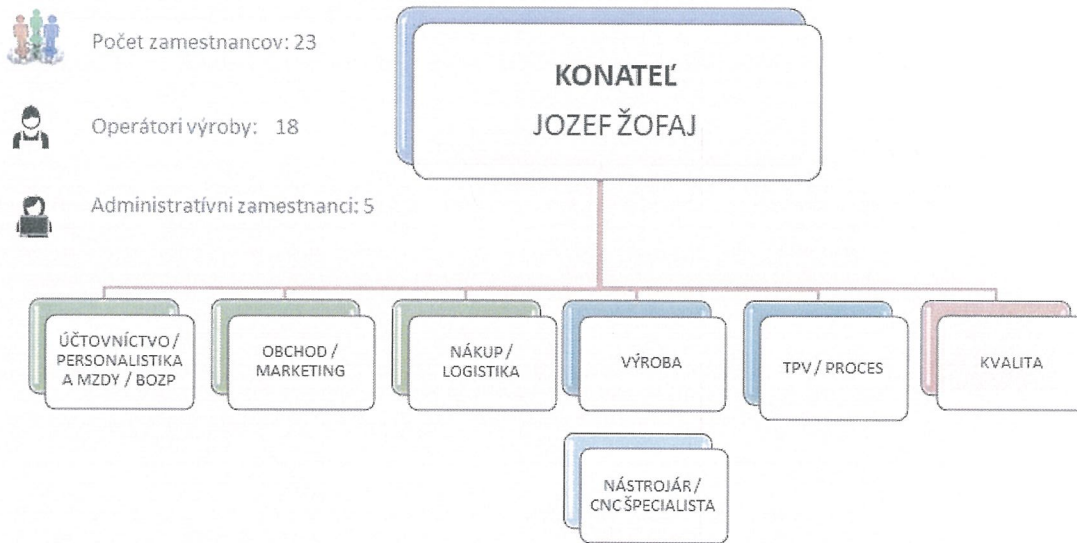 Počet zamestnancov: 23
Operátori výroby: 18
Administratívni zamestnanci: 5
KONATEĽ
JOZEF ŽOFAJ
ÚČTOVNÍCTVO /
PERSONALISTIKA
A MZDY / BOZP
OBCHOD /
MARKETING
NÁKUP /
LOGISTIKA
VÝROBA
TPV / PROCES
KVALITA
NÁSTROJÁR /
CNC ŠPECIALISTA